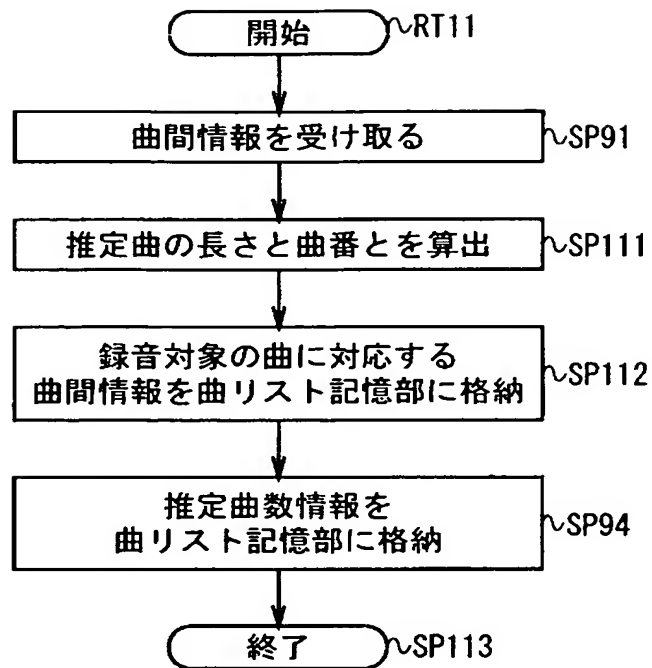 開始 RT11
曲間情報を受け取る SP91
推定曲の長さと曲番とを算出 SP111
録音対象の曲に対応する
曲間情報を曲リスト記憶部に格納 SP112
推定曲数情報を
曲リスト記憶部に格納 SP94
終了 SP113